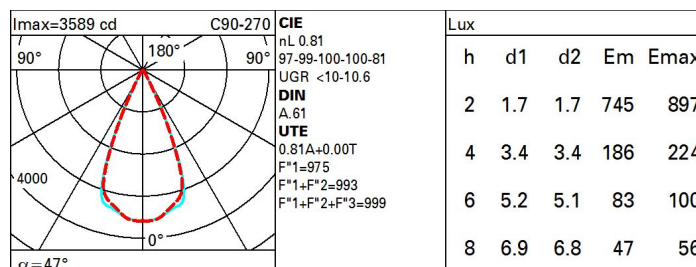 Imax=3589 cd C90-270
90° 180° 90°
4000
0°
α=47°
CIE
nL 0.81
97-99-100-100-81
UGR <10-10.6
DIN
A.61
UTE
0.81A+0.00T
F"1=975
F"1+F"2=993
F"1+F"2+F"3=999
Lux
h d1 d2 Em Emax
2 1.7 1.7 745 897
4 3.4 3.4 186 224
6 5.2 5.1 83 100
8 6.9 6.8 47 56